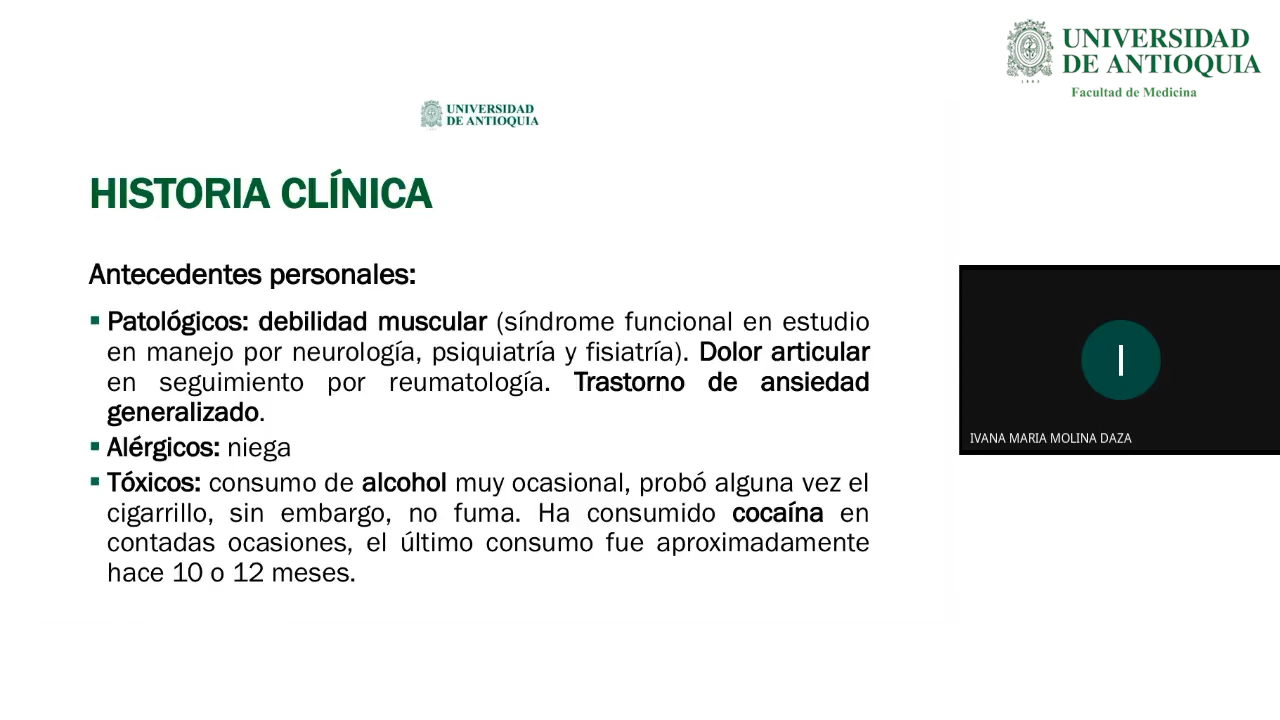 UNIVERSIDAD
DE ANTIOQUIA
1803
Facultad de Medicina
UNIVERSIDAD
DE ANTIOQUIA
HISTORIA CLÍNICA
Antecedentes personales:
▪ Patológicos: debilidad muscular (síndrome funcional en estudio
en manejo por neurología, psiquiatría y fisiatría). Dolor articular
en seguimiento por reumatología. Trastorno de ansiedad
generalizado.
▪ Alérgicos: niega
▪ Tóxicos: consumo de alcohol muy ocasional, probó alguna vez el
cigarrillo, sin embargo, no fuma. Ha consumido cocaína en
contadas ocasiones, el último consumo fue aproximadamente
hace 10 o 12 meses.
I
IVANA MARIA MOLINA DAZA